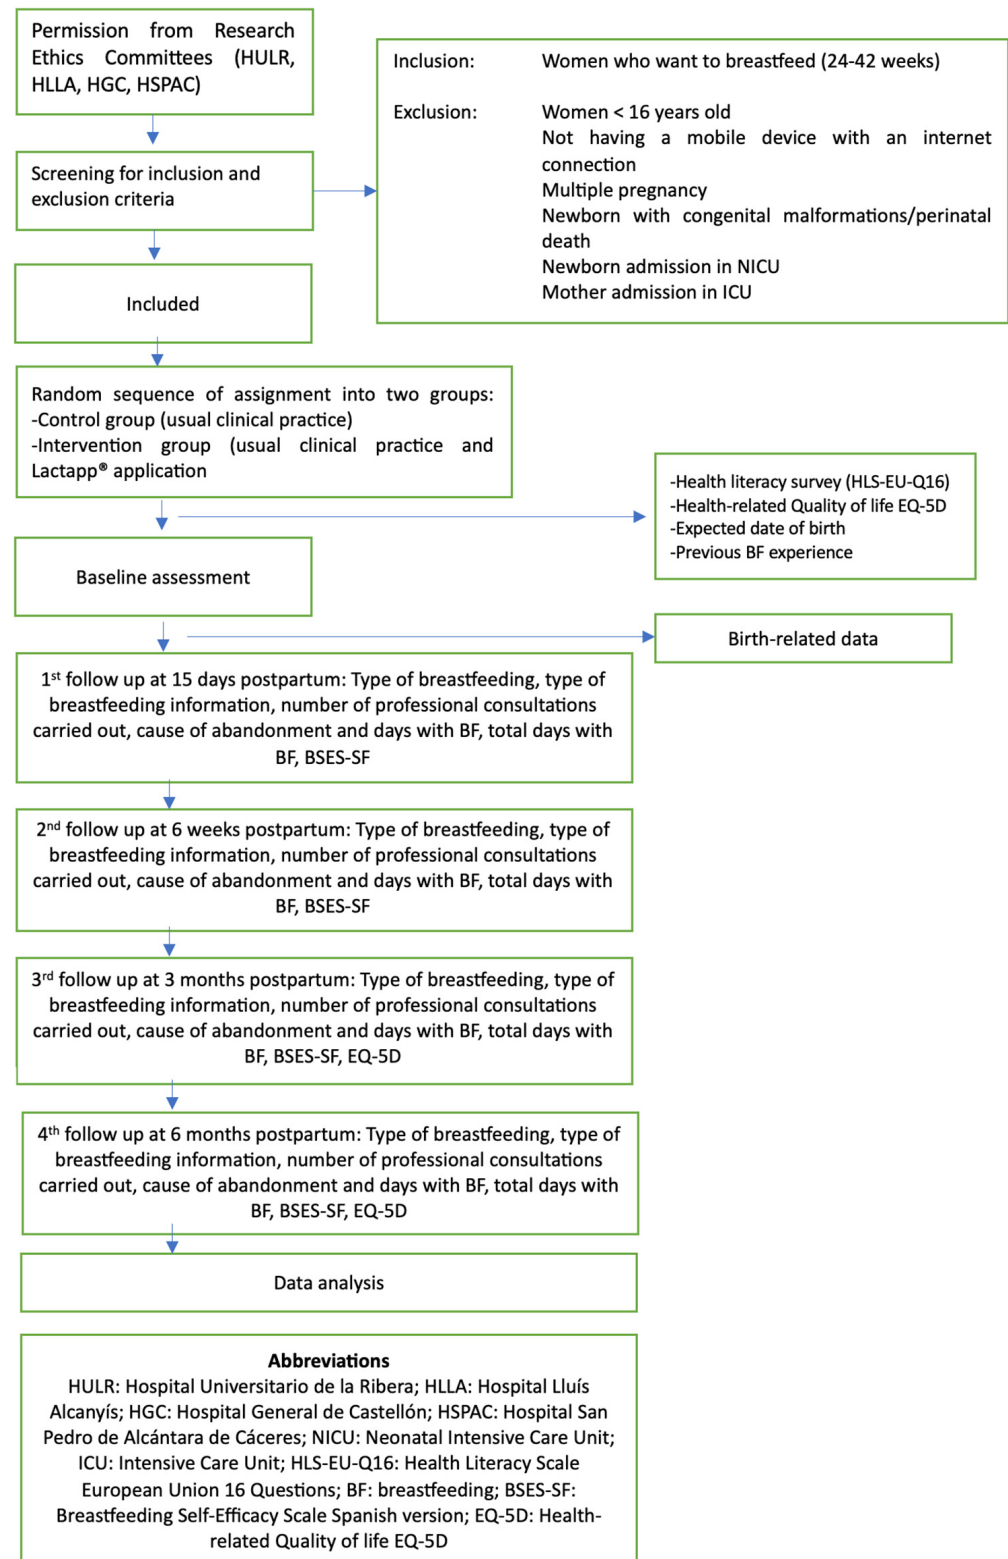 Permission from Research
Ethics Committees (HULR,
HLLA, HGC, HSPAC)
Inclusion: Women who want to breastfeed (24-42 weeks)
Exclusion: Women < 16 years old
Not having a mobile device with an internet
connection
Multiple pregnancy
Newborn with congenital malformations/perinatal
death
Newborn admission in NICU
Mother admission in ICU
Screening for inclusion and
exclusion criteria
Included
Random sequence of assignment into two groups:
-Control group (usual clinical practice)
-Intervention group (usual clinical practice and
Lactapp® application
-Health literacy survey (HLS-EU-Q16)
-Health-related Quality of life EQ-5D
-Expected date of birth
-Previous BF experience
Baseline assessment
Birth-related data
1st follow up at 15 days postpartum: Type of breastfeeding, type of
breastfeeding information, number of professional consultations
carried out, cause of abandonment and days with BF, total days with
BF, BSES-SF
2nd follow up at 6 weeks postpartum: Type of breastfeeding, type of
breastfeeding information, number of professional consultations
carried out, cause of abandonment and days with BF, total days with
BF, BSES-SF
3rd follow up at 3 months postpartum: Type of breastfeeding, type of
breastfeeding information, number of professional consultations
carried out, cause of abandonment and days with BF, total days with
BF, BSES-SF, EQ-5D
4th follow up at 6 months postpartum: Type of breastfeeding, type of
breastfeeding information, number of professional consultations
carried out, cause of abandonment and days with BF, total days with
BF, BSES-SF, EQ-5D
Data analysis
Abbreviations
HULR: Hospital Universitario de la Ribera; HLLA: Hospital Lluís
Alcanyís; HGC: Hospital General de Castellón; HSPAC: Hospital San
Pedro de Alcántara de Cáceres; NICU: Neonatal Intensive Care Unit;
ICU: Intensive Care Unit; HLS-EU-Q16: Health Literacy Scale
European Union 16 Questions; BF: breastfeeding; BSES-SF:
Breastfeeding Self-Efficacy Scale Spanish version; EQ-5D: Health-
related Quality of life EQ-5D